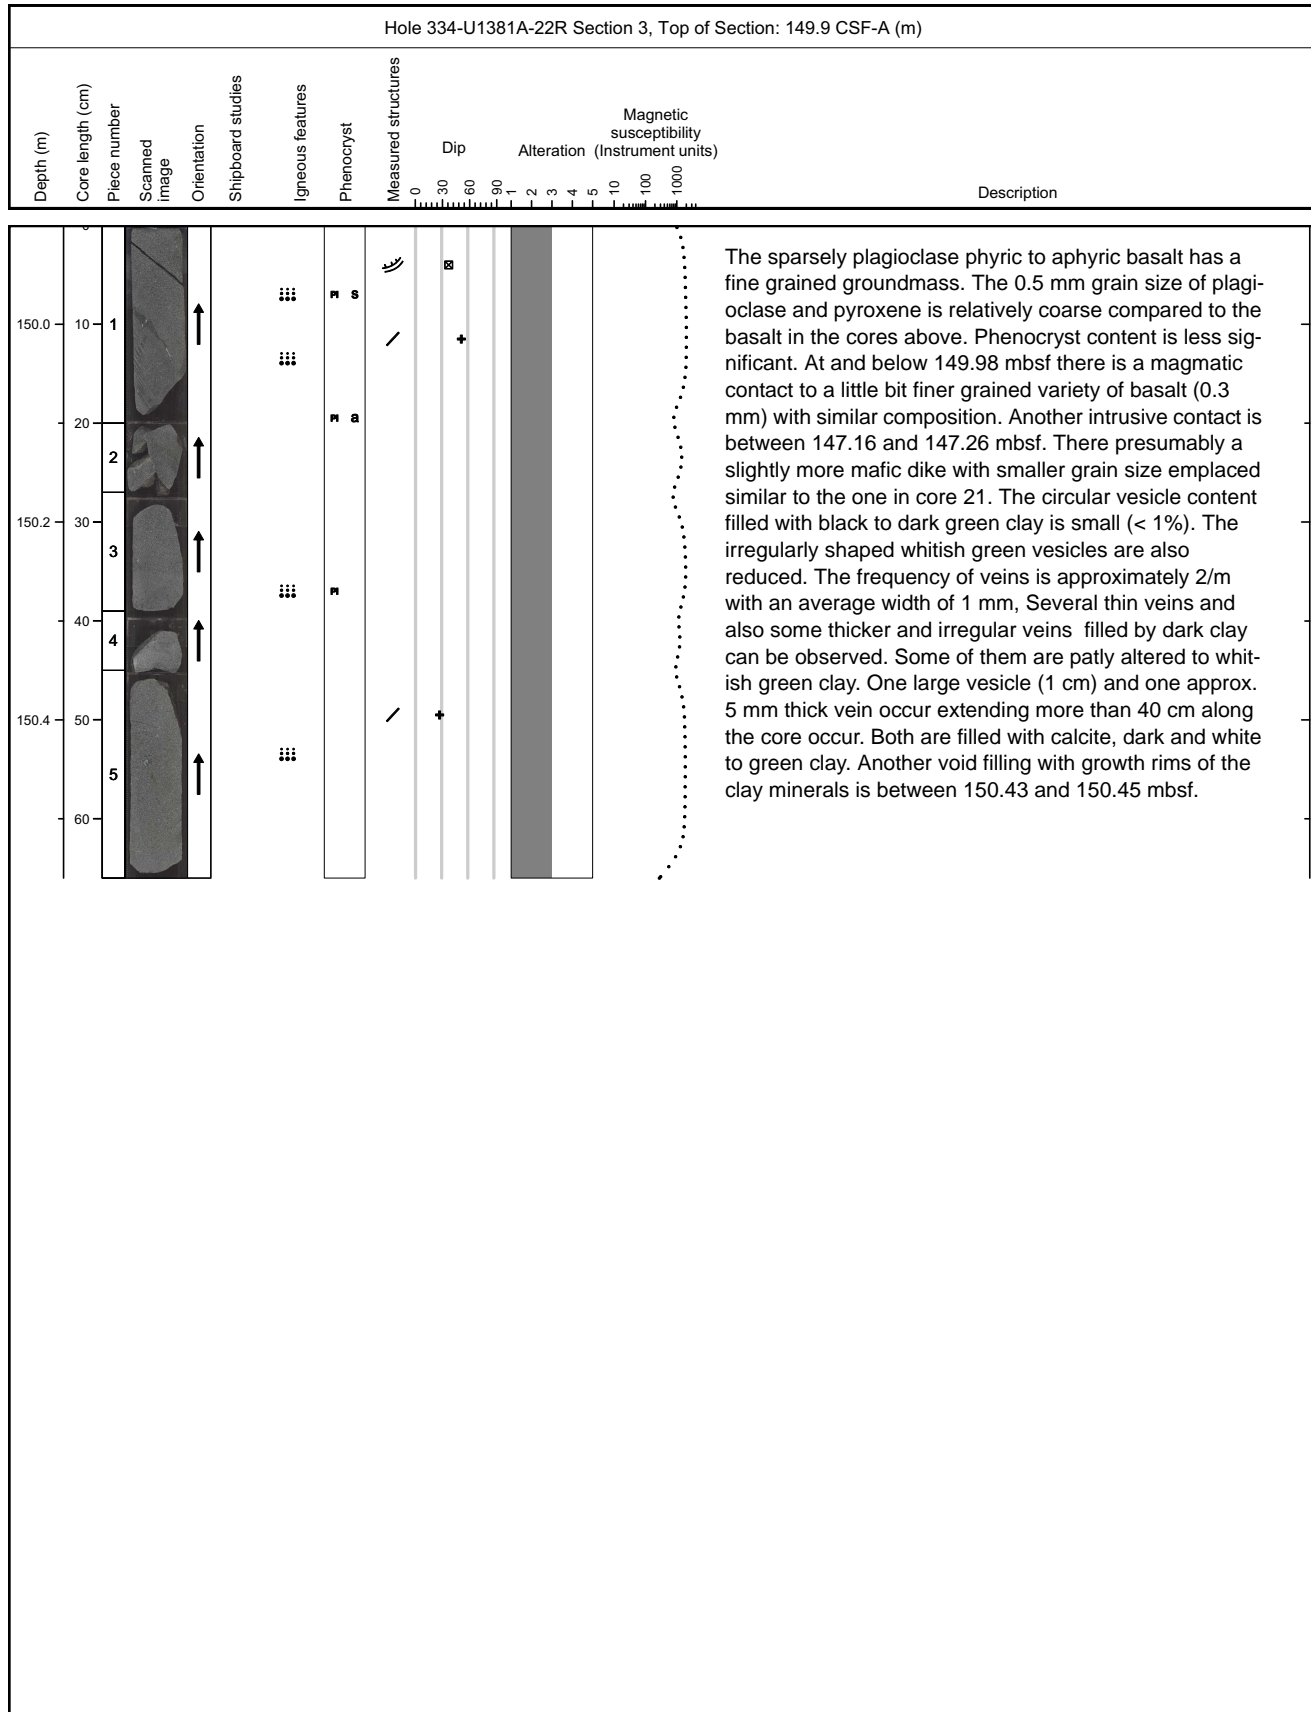 Hole 334-U1381A-22R Section 3, Top of Section: 149.9 CSF-A (m)
Depth (m)
Core length (cm)
Piece number
Scanned
image
Orientation
Shipboard studies
Igneous features
Phenocryst
Measured structures
Dip
0 30 60 90
Alteration
1 2 3 4 5
Magnetic
susceptibility
(Instrument units)
10 100 1000
Description
0
150.0 10 1
20
2
150.2 30
3
40
4
150.4 50
5
60
Pl s
Pl a
Pl
The sparsely plagioclase phyric to aphyric basalt has a
fine grained groundmass. The 0.5 mm grain size of plagi-
oclase and pyroxene is relatively coarse compared to the
basalt in the cores above. Phenocryst content is less sig-
nificant. At and below 149.98 mbsf there is a magmatic
contact to a little bit finer grained variety of basalt (0.3
mm) with similar composition. Another intrusive contact is
between 147.16 and 147.26 mbsf. There presumably a
slightly more mafic dike with smaller grain size emplaced
similar to the one in core 21. The circular vesicle content
filled with black to dark green clay is small (< 1%). The
irregularly shaped whitish green vesicles are also
reduced. The frequency of veins is approximately 2/m
with an average width of 1 mm, Several thin veins and
also some thicker and irregular veins filled by dark clay
can be observed. Some of them are patly altered to whit-
ish green clay. One large vesicle (1 cm) and one approx.
5 mm thick vein occur extending more than 40 cm along
the core occur. Both are filled with calcite, dark and white
to green clay. Another void filling with growth rims of the
clay minerals is between 150.43 and 150.45 mbsf.